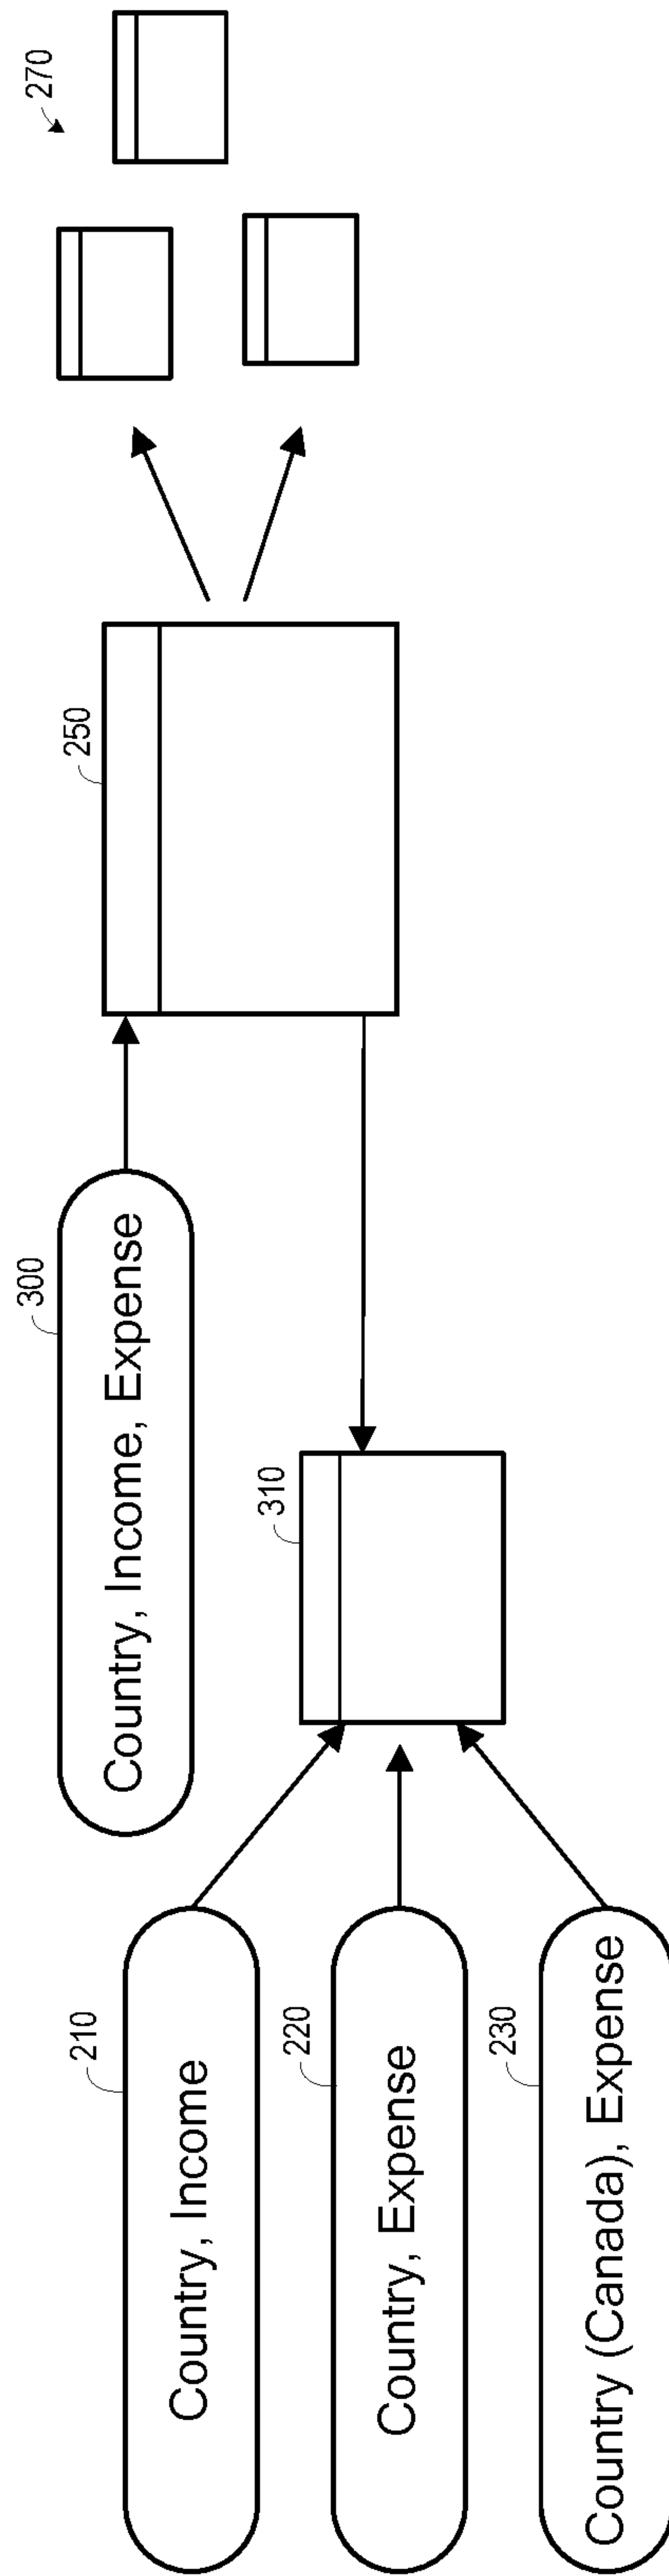 210
Country, Income
220
Country, Expense
230
Country (Canada), Expense
300
Country, Income, Expense
310
250
270